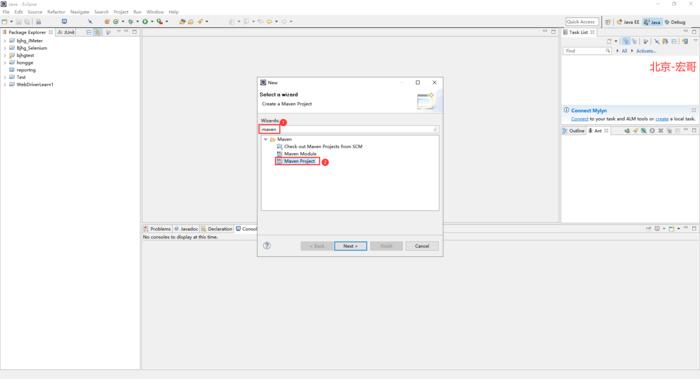 Java - Eclipse
File Edit Source Refactor Navigate Search Project Run Window Help
Quick Access
Java EE
Java
Debug
Package Explorer
JUnit
Task List
bjhg_JMeter
Bjhg_Selenium
bjhgtest
hongge
reportng
Test
WebDriverLearn1
Find
All
Activate...
北京-宏哥
New
Select a wizard
Create a Maven Project
Wizards:
1
maven
Maven
Check out Maven Projects from SCM
Maven Module
Maven Project
2
Connect Mylyn
Connect to your task and ALM tools or create a local task.
Outline
Ant
Problems
Javadoc
Declaration
No consoles to display at this time.
< Back
Next >
Finish
Cancel